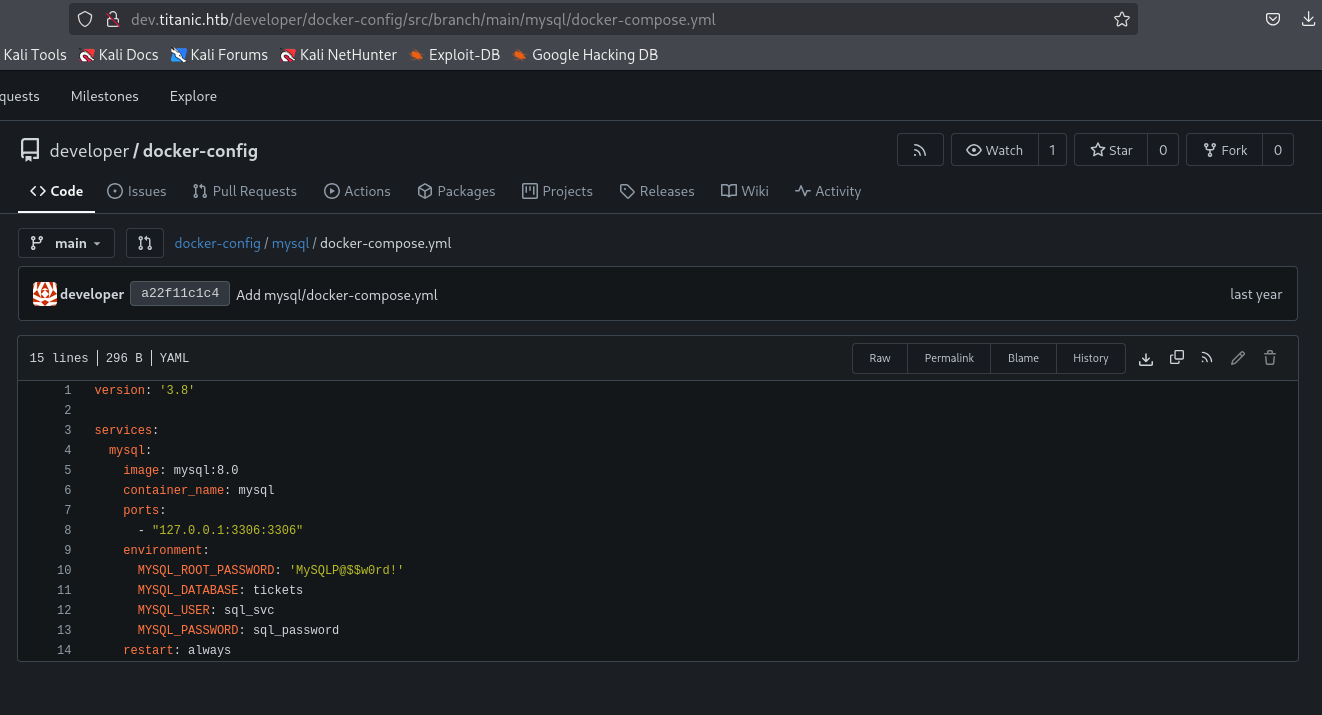 dev.titanic.htb/developer/docker-config/src/branch/main/mysql/docker-compose.yml
Kali Tools Kali Docs Kali Forums Kali NetHunter Exploit-DB Google Hacking DB
quests Milestones Explore
developer / docker-config Watch 1 Star 0 Fork 0
Code Issues Pull Requests Actions Packages Projects Releases Wiki Activity
main docker-config / mysql / docker-compose.yml
developer a22f11c1c4 Add mysql/docker-compose.yml last year
15 lines 296 B YAML Raw Permalink Blame History
1 version: '3.8'
2
3 services:
4 mysql:
5 image: mysql:8.0
6 container_name: mysql
7 ports:
8 - "127.0.0.1:3306:3306"
9 environment:
10 MYSQL_ROOT_PASSWORD: 'MySQLP@$$w0rd!'
11 MYSQL_DATABASE: tickets
12 MYSQL_USER: sql_svc
13 MYSQL_PASSWORD: sql_password
14 restart: always